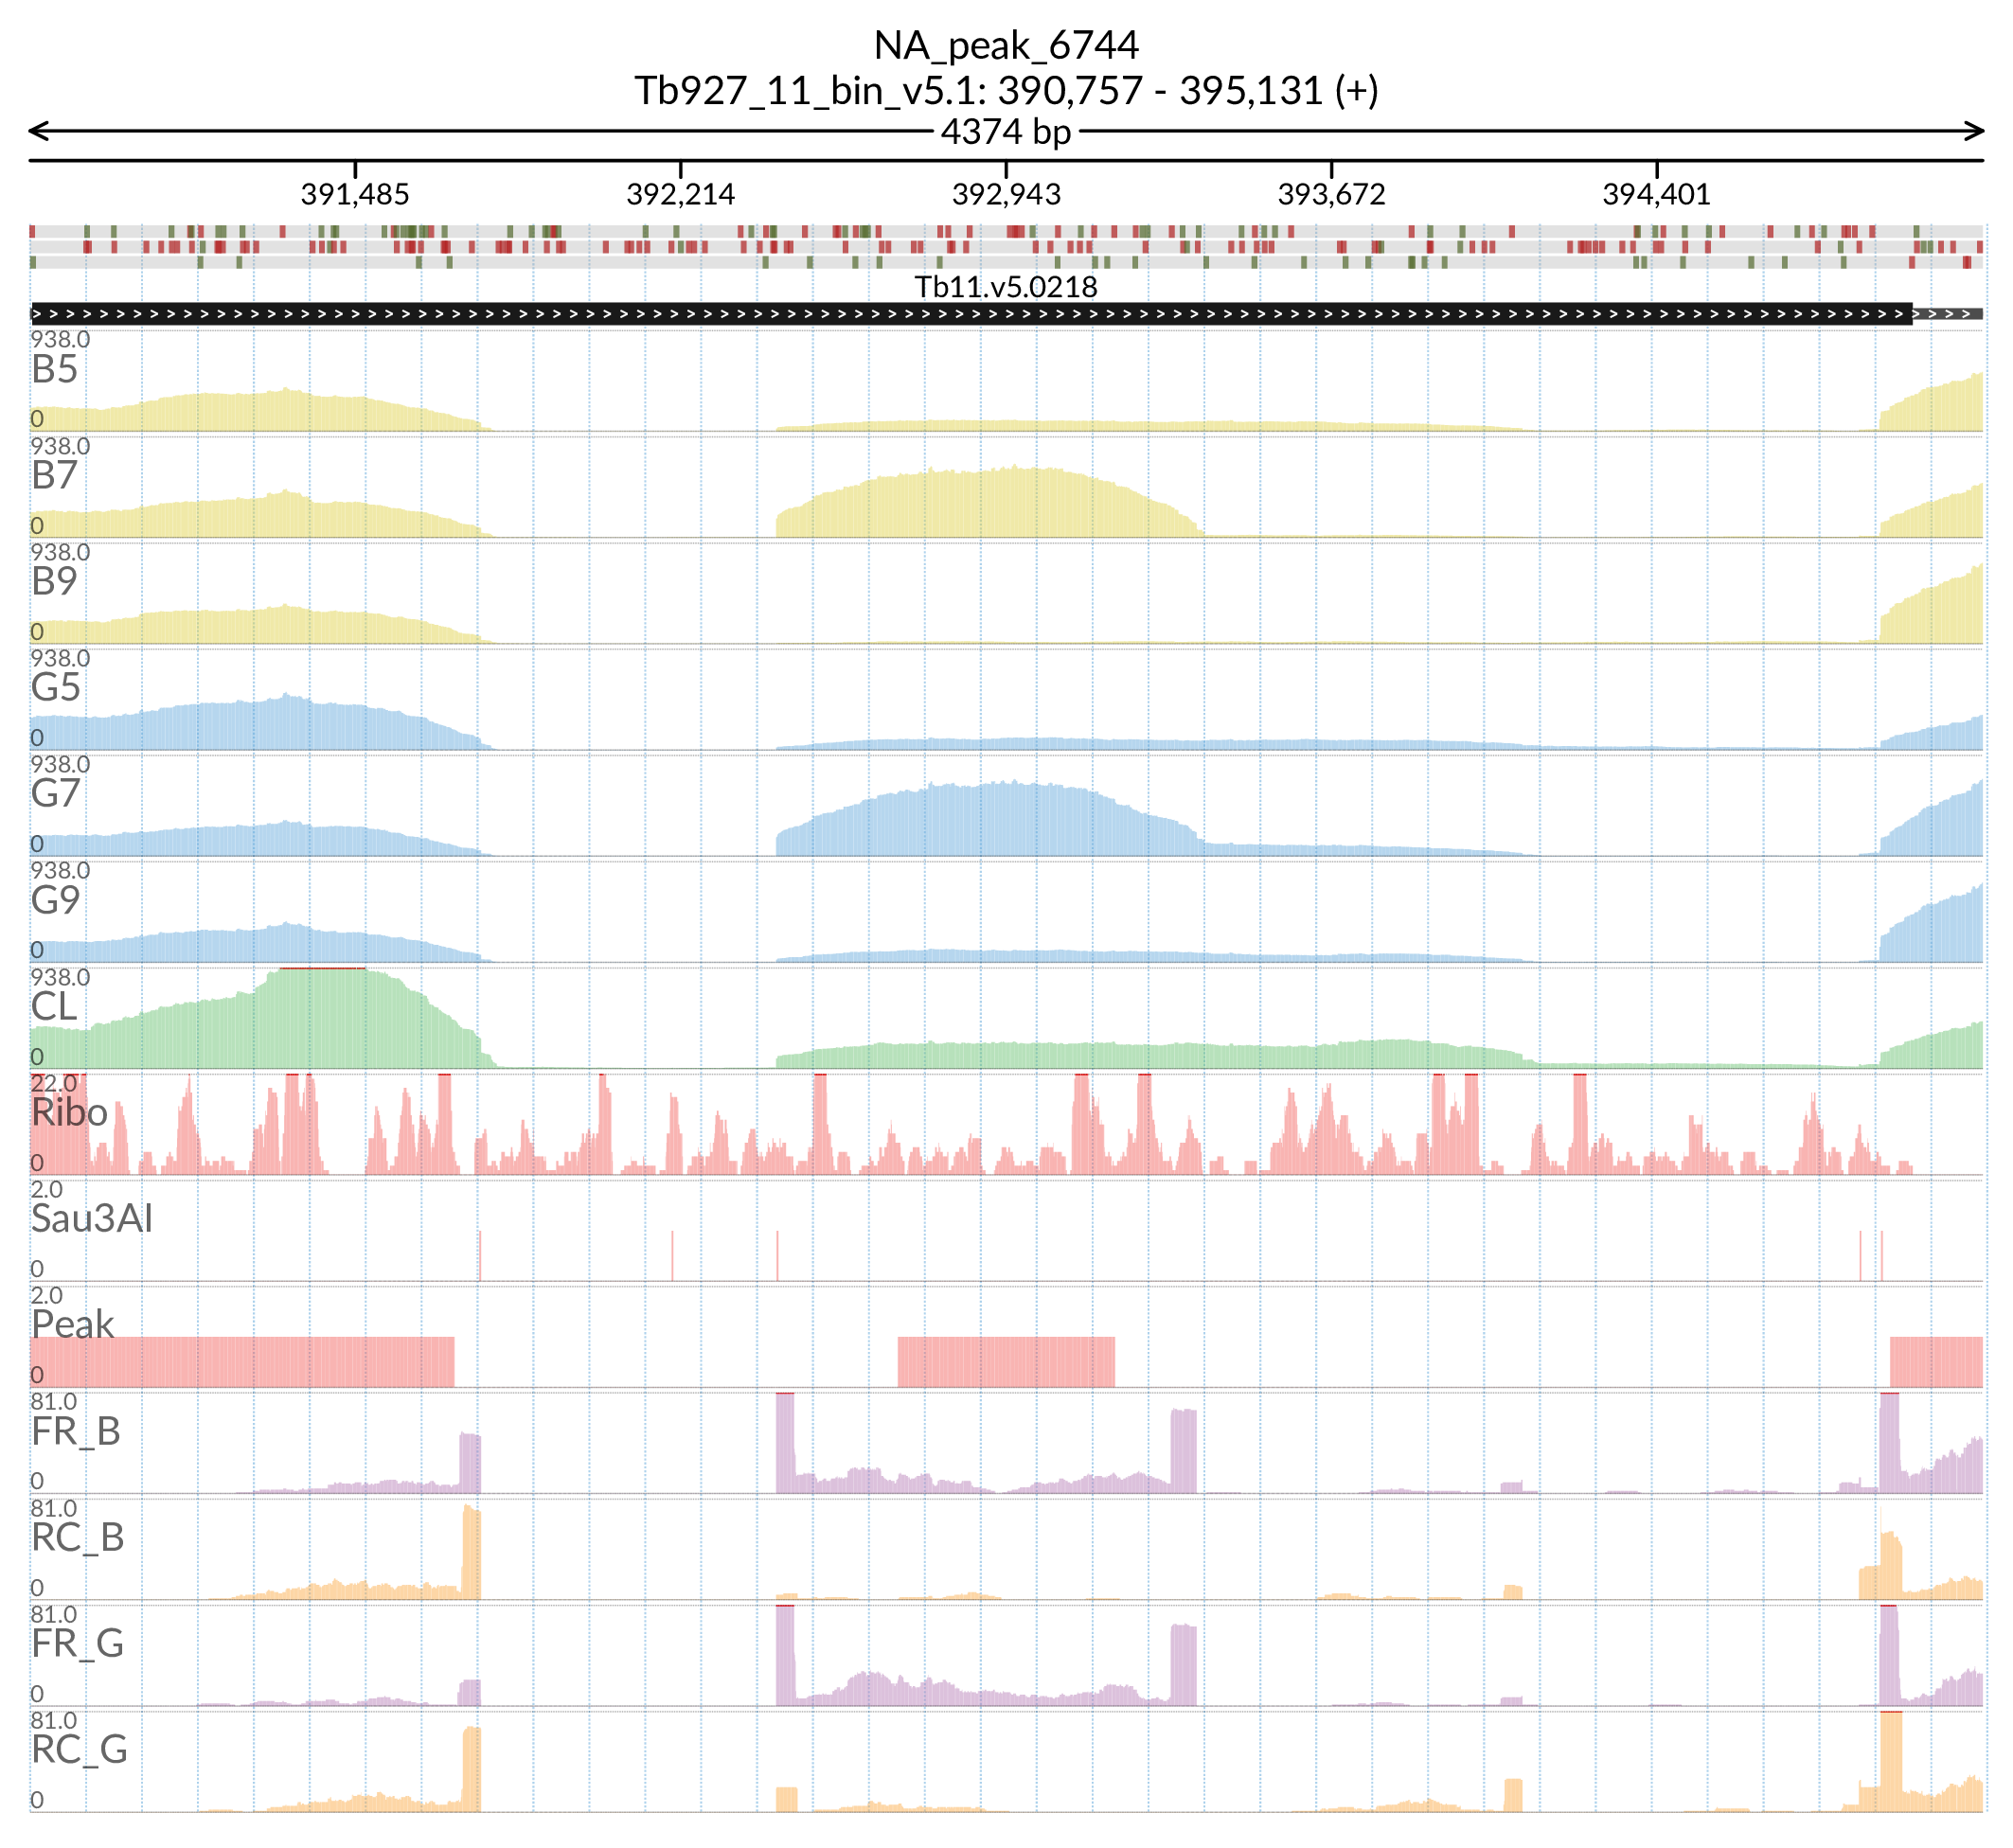 NA_peak_6744
Tb927_11_bin_v5.1: 390,757 - 395,131 (+)
4374 bp
391,485 392,214 392,943 393,672 394,401
Tb11.v5.0218
938.0
B5
0
938.0
B7
0
938.0
B9
0
938.0
G5
0
938.0
G7
0
938.0
G9
0
938.0
CL
0
22.0
Ribo
0
2.0
Sau3AI
0
2.0
Peak
0
81.0
FR_B
0
81.0
RC_B
0
81.0
FR_G
0
81.0
RC_G
0